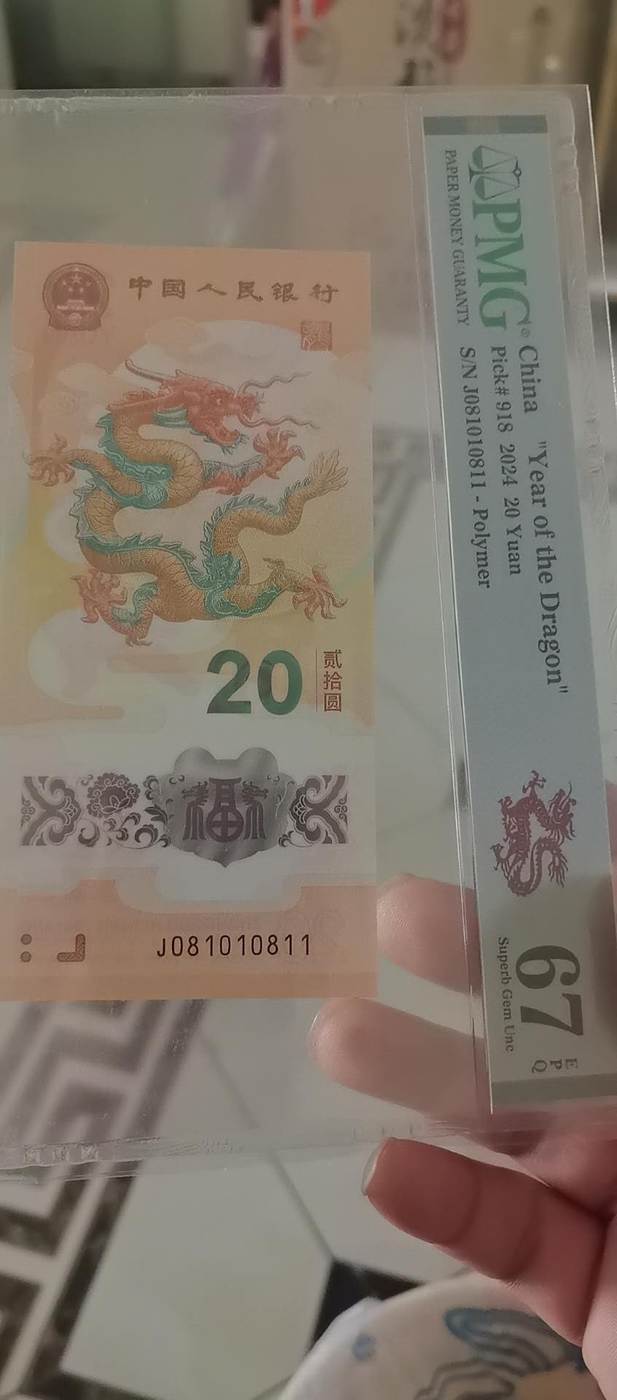 中国人民银行
20
贰拾圆
福
J081010811
PMG®
PAPER MONEY GUARANTY
China "Year of the Dragon"
Pick# 918 2024 20 Yuan
S/N J081010811 - Polymer
67
EPQ
Superb Gem Unc